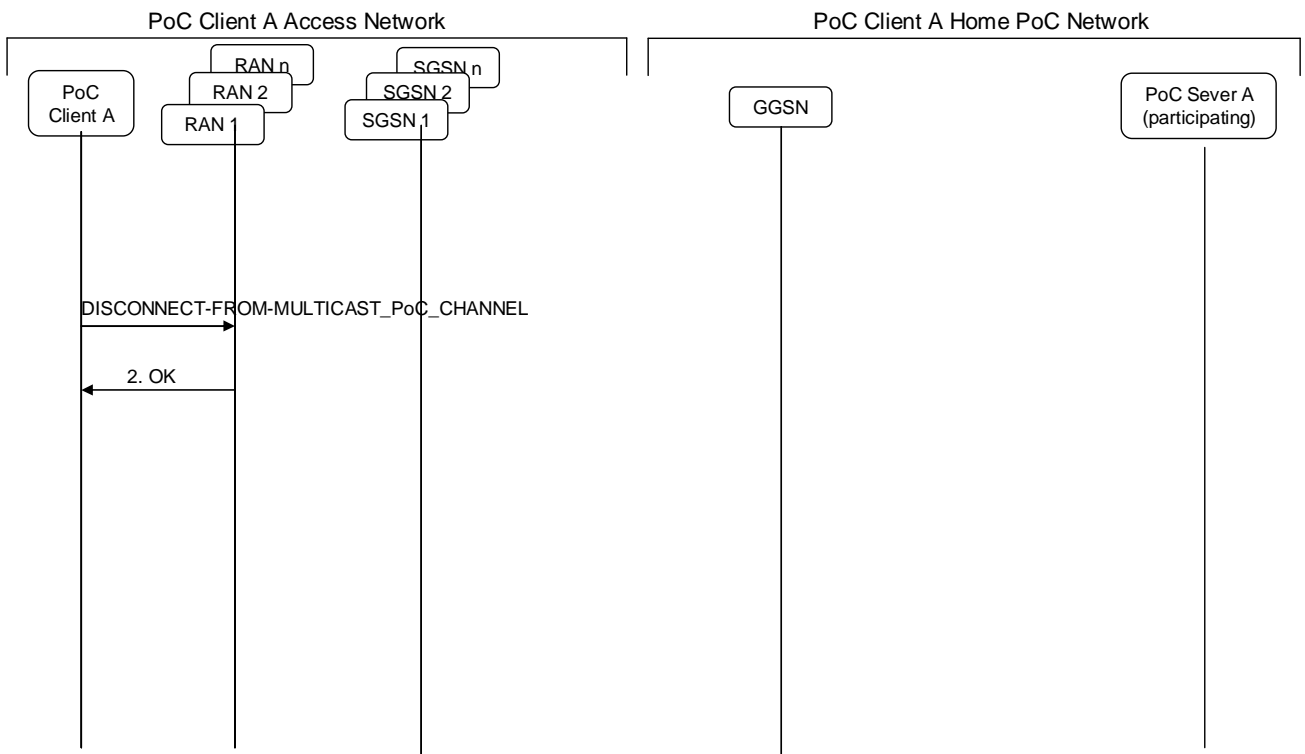 PoC Client A Access Network
PoC Client A Home PoC Network
RAN n
SGSN n
PoC
Client A
RAN 2
SGSN 2
GGSN
PoC Sever A
(participating)
RAN 1
SGSN 1
DISCONNECT-FROM-MULTICAST_PoC_CHANNEL
2. OK